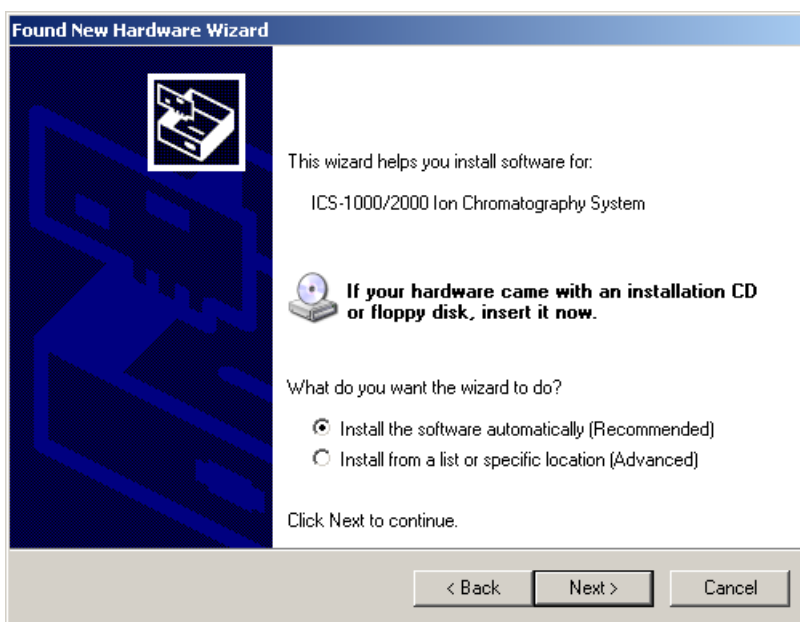 Found New Hardware Wizard
This wizard helps you install software for:
ICS-1000/2000 Ion Chromatography System
If your hardware came with an installation CD
or floppy disk, insert it now.
What do you want the wizard to do?
Install the software automatically (Recommended)
Install from a list or specific location (Advanced)
Click Next to continue.
< Back Next > Cancel